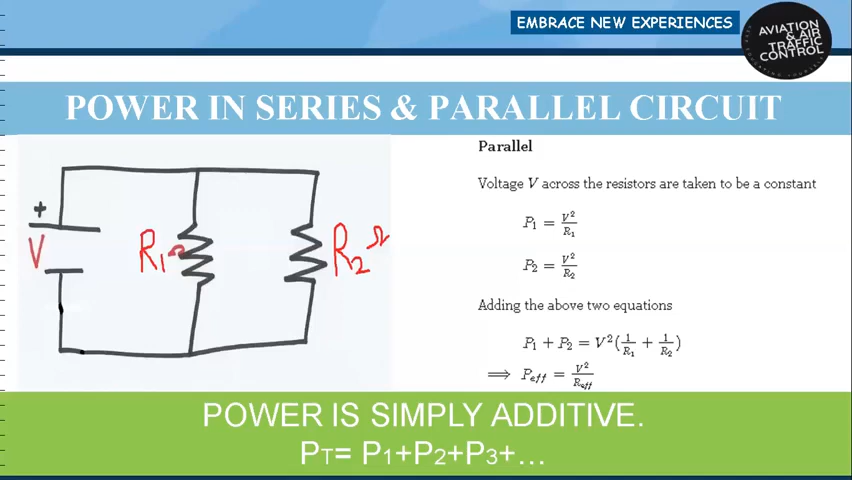 EMBRACE NEW EXPERIENCES
AVIATION
& AIR
TRAFFIC
CONTROL
POWER IN SERIES & PARALLEL CIRCUIT
+
V
R₁ Ω
R₂ Ω
Parallel
Voltage V across the resistors are taken to be a constant
P₁ = V²/R₁
P₂ = V²/R₂
Adding the above two equations
P₁ + P₂ = V²(1/R₁ + 1/R₂)
⟹ P_eff = V²/R_eff
POWER IS SIMPLY ADDITIVE.
PT= P1+P2+P3+...